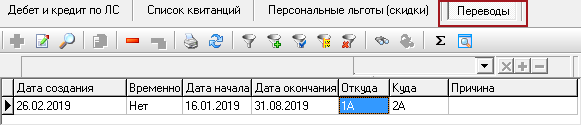 Дебет и кредит по ЛС Список квитанций Персональные льготы (скидки) Переводы
Дата создания Временно Дата начала Дата окончания Откуда Куда Причина
26.02.2019 Нет 16.01.2019 31.08.2019 1А 2А